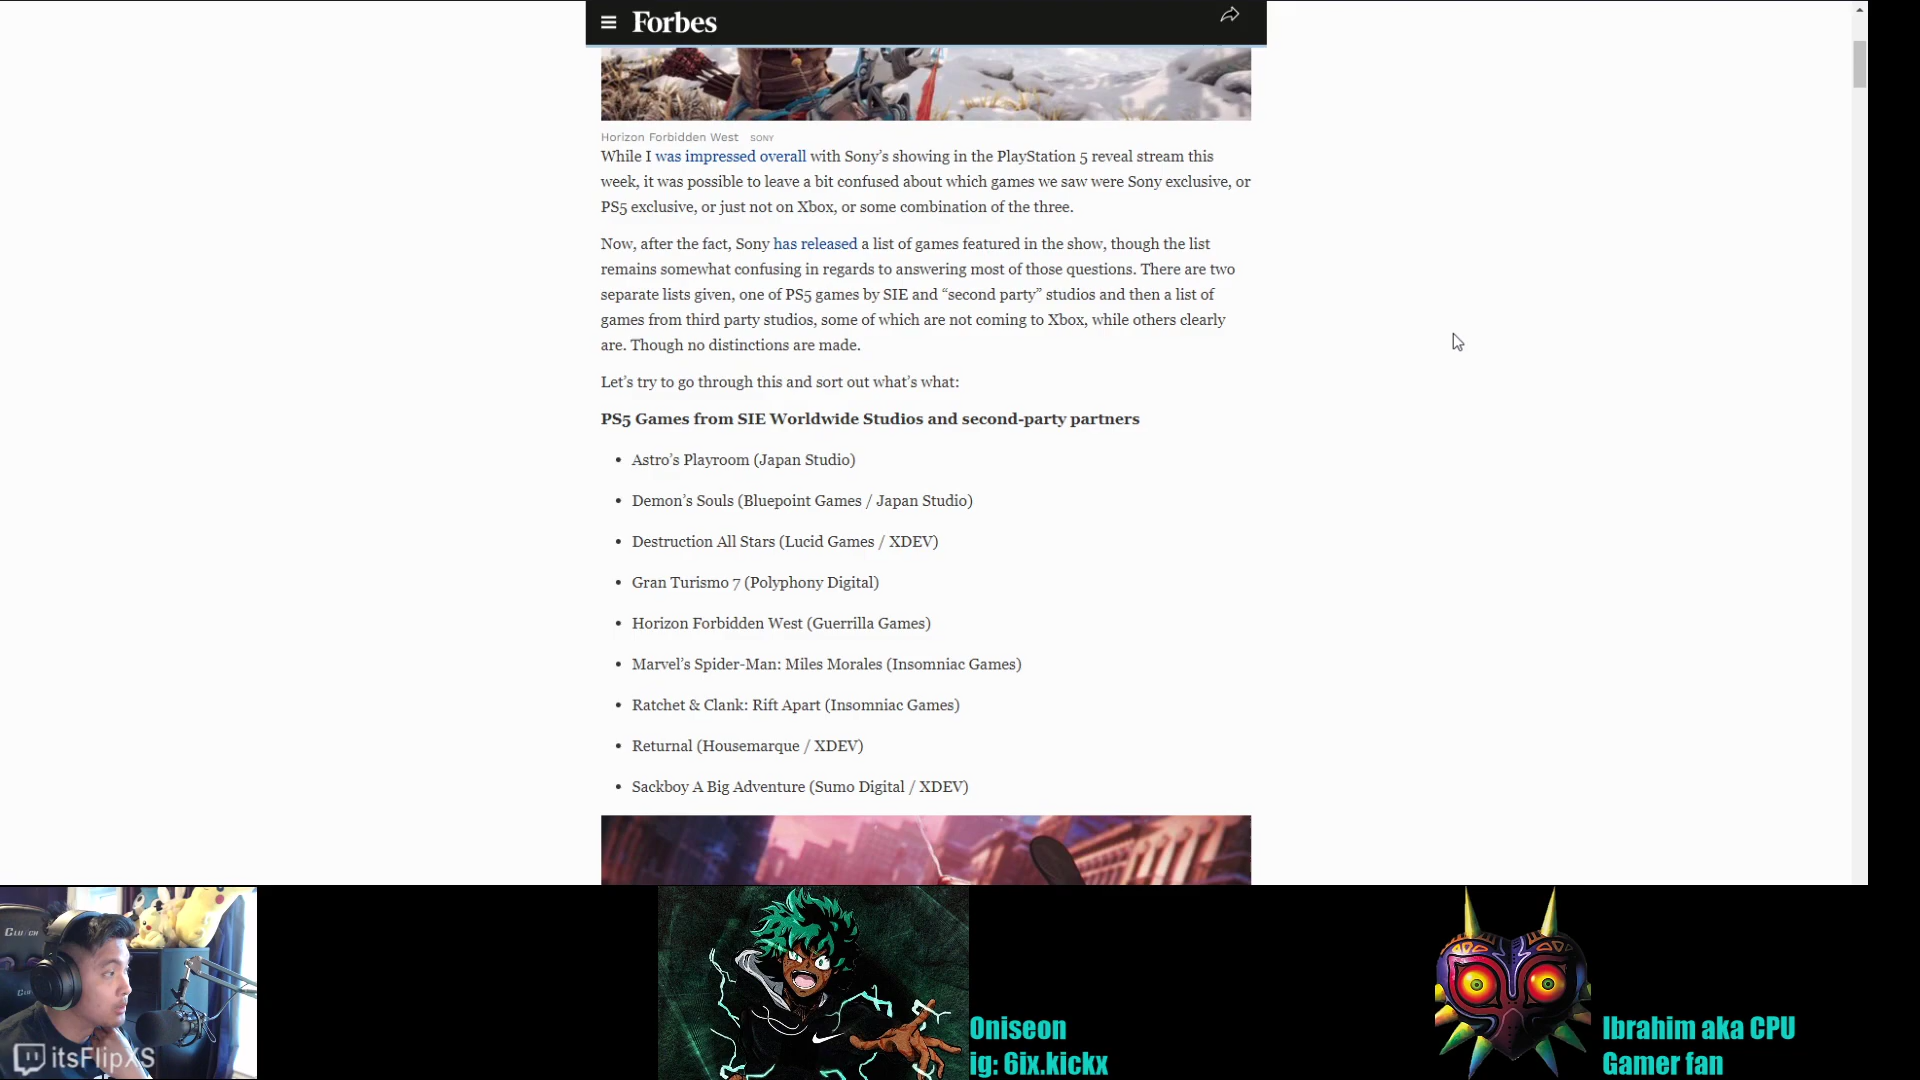 Forbes
Horizon Forbidden West SONY
While I was impressed overall with Sony's showing in the PlayStation 5 reveal stream this
week, it was possible to leave a bit confused about which games we saw were Sony exclusive, or
PS5 exclusive, or just not on Xbox, or some combination of the three.
Now, after the fact, Sony has released a list of games featured in the show, though the list
remains somewhat confusing in regards to answering most of those questions. There are two
separate lists given, one of PS5 games by SIE and “second party” studios and then a list of
games from third party studios, some of which are not coming to Xbox, while others clearly
are. Though no distinctions are made.
Let's try to go through this and sort out what's what:
PS5 Games from SIE Worldwide Studios and second-party partners
• Astro's Playroom (Japan Studio)
• Demon's Souls (Bluepoint Games / Japan Studio)
• Destruction All Stars (Lucid Games / XDEV)
• Gran Turismo 7 (Polyphony Digital)
• Horizon Forbidden West (Guerrilla Games)
• Marvel's Spider-Man: Miles Morales (Insomniac Games)
• Ratchet & Clank: Rift Apart (Insomniac Games)
• Returnal (Housemarque / XDEV)
• Sackboy A Big Adventure (Sumo Digital / XDEV)
CLUTCH
itsFlipXS
Oniseon
ig: 6ix.kickx
Ibrahim aka CPU
Gamer fan